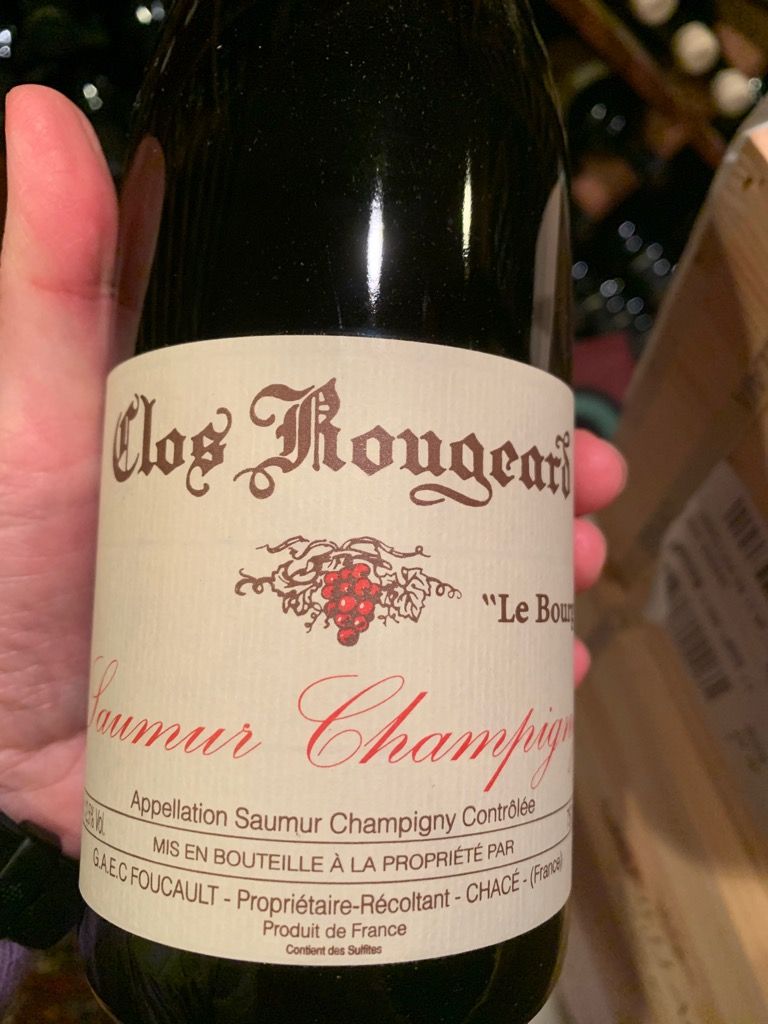 Clos Rougeard
"Le Bourg
Saumur Champigny
Appellation Saumur Champigny Contrôlée
MIS EN BOUTEILLE À LA PROPRIÉTÉ PAR
G.A.E.C FOUCAULT - Propriétaire-Récoltant - CHACÉ - (France)
Produit de France
Contient des Sulfites